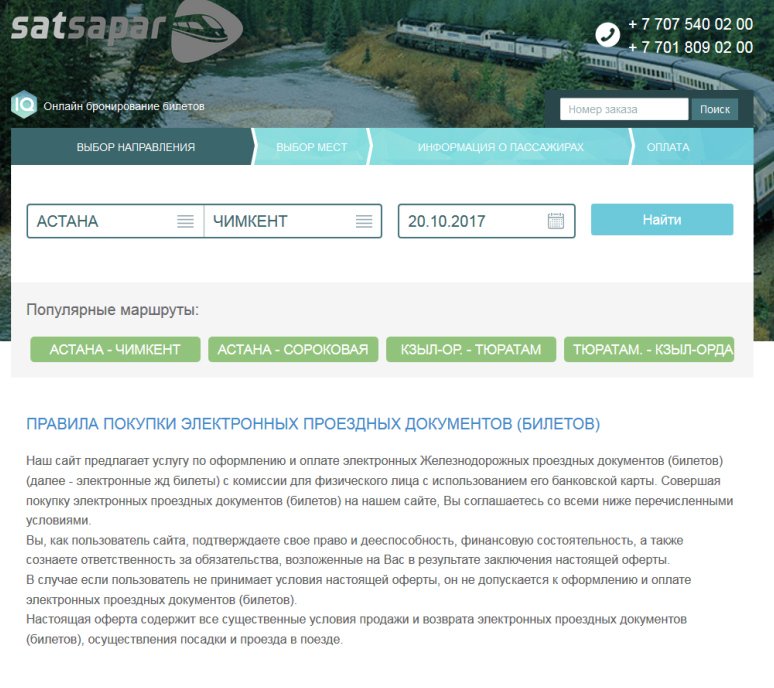 satsapar
+ 7 707 540 02 00
+ 7 701 809 02 00
IQ Онлайн бронирование билетов
Номер заказа Поиск
ВЫБОР НАПРАВЛЕНИЯ ВЫБОР МЕСТ ИНФОРМАЦИЯ О ПАССАЖИРАХ ОПЛАТА
АСТАНА ЧИМКЕНТ 20.10.2017 Найти
Популярные маршруты:
АСТАНА - ЧИМКЕНТ АСТАНА - СОРОКОВАЯ КЗЫЛ-ОР. - ТЮРАТАМ ТЮРАТАМ. - КЗЫЛ-ОРДА
ПРАВИЛА ПОКУПКИ ЭЛЕКТРОННЫХ ПРОЕЗДНЫХ ДОКУМЕНТОВ (БИЛЕТОВ)
Наш сайт предлагает услугу по оформлению и оплате электронных Железнодорожных проездных документов (билетов)
(далее - электронные жд билеты) с комиссии для физического лица с использованием его банковской карты. Совершая
покупку электронных проездных документов (билетов) на нашем сайте, Вы соглашаетесь со всеми ниже перечисленными
условиями.
Вы, как пользователь сайта, подтверждаете свое право и дееспособность, финансовую состоятельность, а также
сознаете ответственность за обязательства, возложенные на Вас в результате заключения настоящей оферты.
В случае если пользователь не принимает условия настоящей оферты, он не допускается к оформлению и оплате
электронных проездных документов (билетов).
Настоящая оферта содержит все существенные условия продажи и возврата электронных проездных документов
(билетов), осуществления посадки и проезда в поезде.